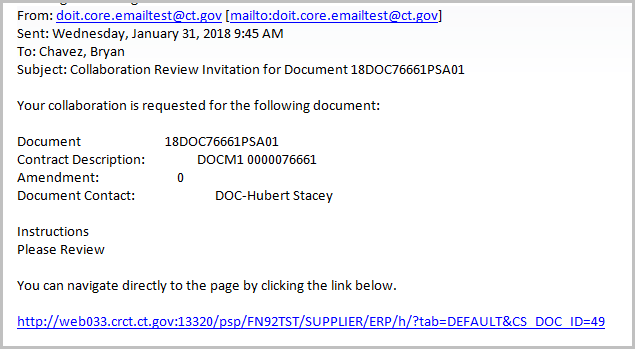 From: doit.core.emailtest@ct.gov [mailto:doit.core.emailtest@ct.gov]
Sent: Wednesday, January 31, 2018 9:45 AM
To: Chavez, Bryan
Subject: Collaboration Review Invitation for Document 18DOC76661PSA01
Your collaboration is requested for the following document:
Document 18DOC76661PSA01
Contract Description: DOCM1 0000076661
Amendment: 0
Document Contact: DOC-Hubert Stacey
Instructions
Please Review
You can navigate directly to the page by clicking the link below.
http://web033.crct.ct.gov:13320/psp/FN92TST/SUPPLIER/ERP/h/?tab=DEFAULT&CS_DOC_ID=49